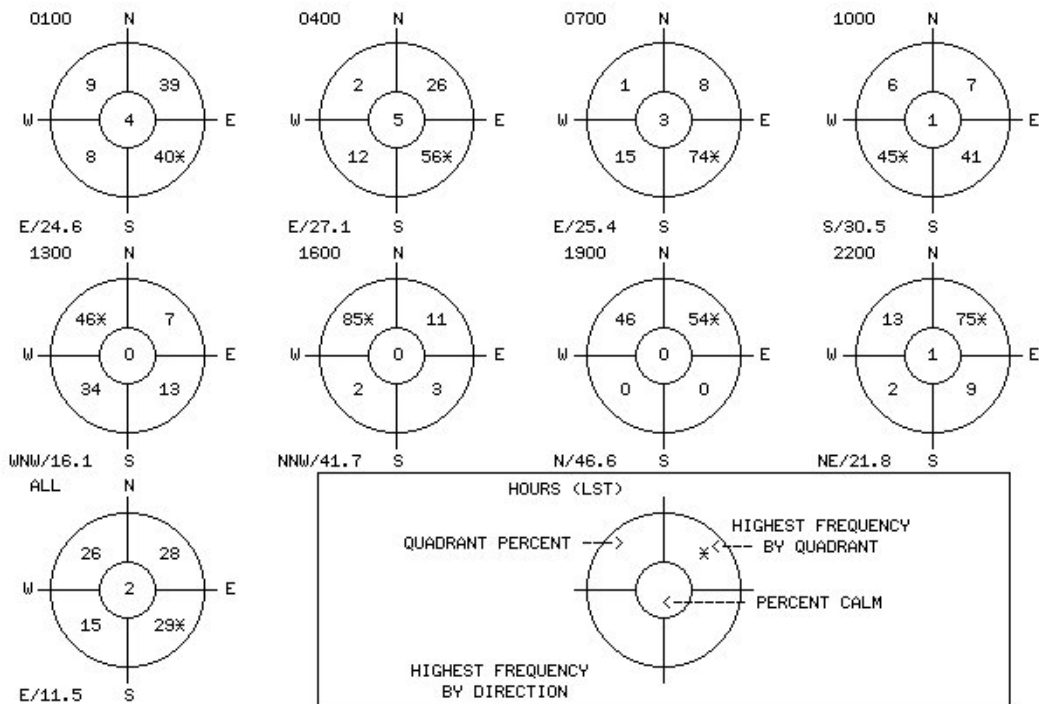 0100 N 0400 N 0700 N 1000 N
9 39 2 26 1 8 6 7
W 4 E W 5 E W 3 E W 1 E
8 40* 12 56* 15 74* 45* 41
E/24.6 S E/27.1 S E/25.4 S S/30.5 S
1300 N 1600 N 1900 N 2200 N
46* 7 85* 11 46 54* 13 75*
W 0 E W 0 E W 0 E W 1 E
34 13 2 3 0 0 2 9
WNW/16.1 S NNW/41.7 S N/46.6 S NE/21.8 S
ALL N HOURS (LST)
26 28 QUADRANT PERCENT ---> * <--- HIGHEST FREQUENCY
BY QUADRANT
W 2 E <------- PERCENT CALM
15 29*
HIGHEST FREQUENCY
BY DIRECTION
E/11.5 S